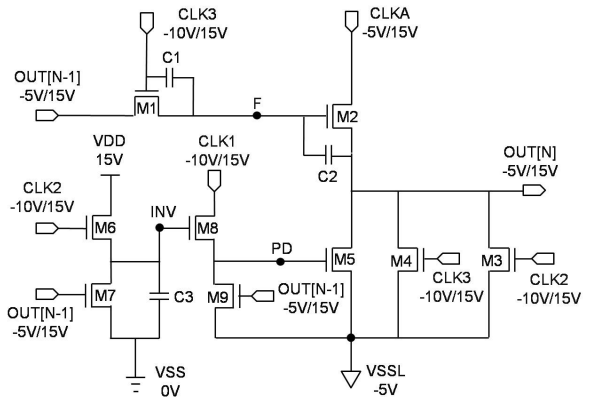 CLK3
-10V/15V
CLKA
-5V/15V
C1
OUT[N-1]
-5V/15V
M1
F
M2
VDD
15V
CLK1
-10V/15V
C2
OUT[N]
-5V/15V
CLK2
-10V/15V
M6
INV
M8
PD
M5
M4
M3
OUT[N-1]
-5V/15V
M7
C3
M9
OUT[N-1]
-5V/15V
CLK3
-10V/15V
CLK2
-10V/15V
VSS
0V
VSSL
-5V